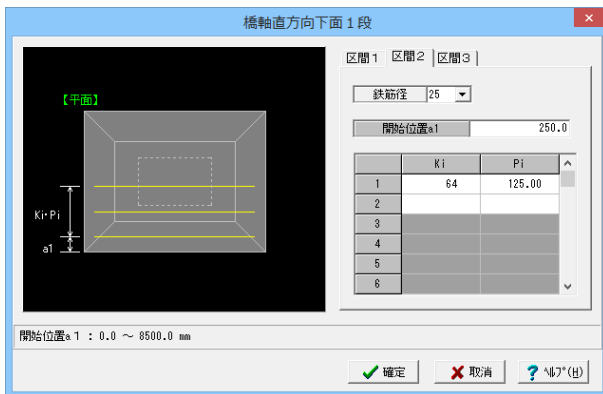 橋軸直方向下面１段
区間1 区間2 区間3
【平面】
Ki・Pi
a1
鉄筋径 25
開始位置a1 250.0
Ki Pi
1 64 125.00
2
3
4
5
6
開始位置a１ : 0.0 ～ 8500.0 mm
確定 取消 ﾍﾙﾌﾟ(H)